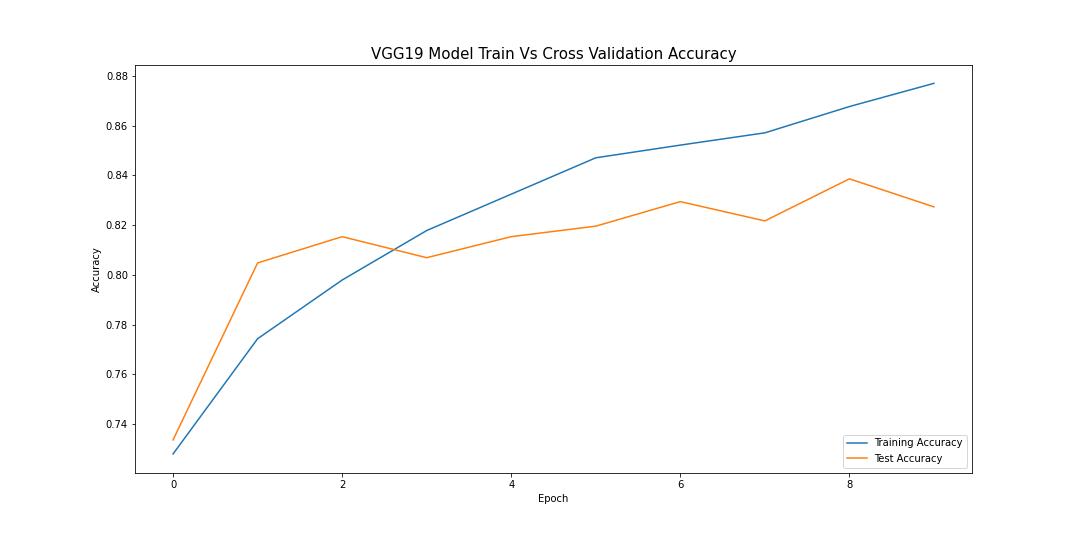 VGG19 Model Train Vs Cross Validation Accuracy
0.88
0.86
0.84
0.82
0.80
0.78
0.76
0.74
Accuracy
Training Accuracy
Test Accuracy
0 2 4 6 8
Epoch